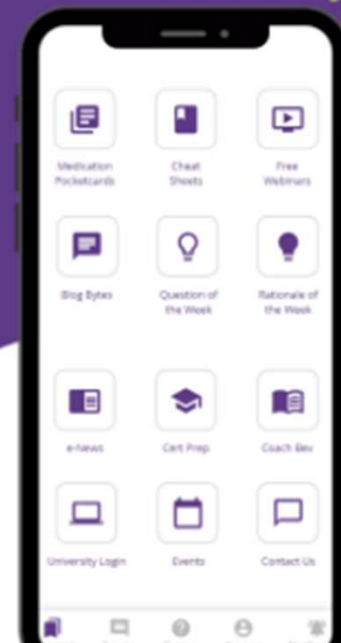 Medication
Pocketcards
Cheat
Sheets
Free
Webinars
Blog Bytes
Question of
the Week
Rationale of
the Week
e-News
Cert Prep
Coach Bev
University Login
Events
Contact Us